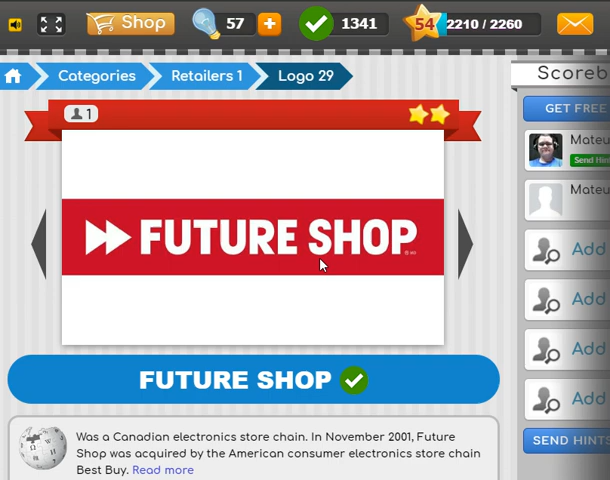 Shop 57 + 1341 54 2210 / 2260
Categories Retailers 1 Logo 29
Scoreb
1
GET FREE
Mateu
Send Hin
Mateu
FUTURE SHOP
Add
Add
Add
FUTURE SHOP
Add
SEND HINTS
Was a Canadian electronics store chain. In November 2001, Future
Shop was acquired by the American consumer electronics store chain
Best Buy. Read more